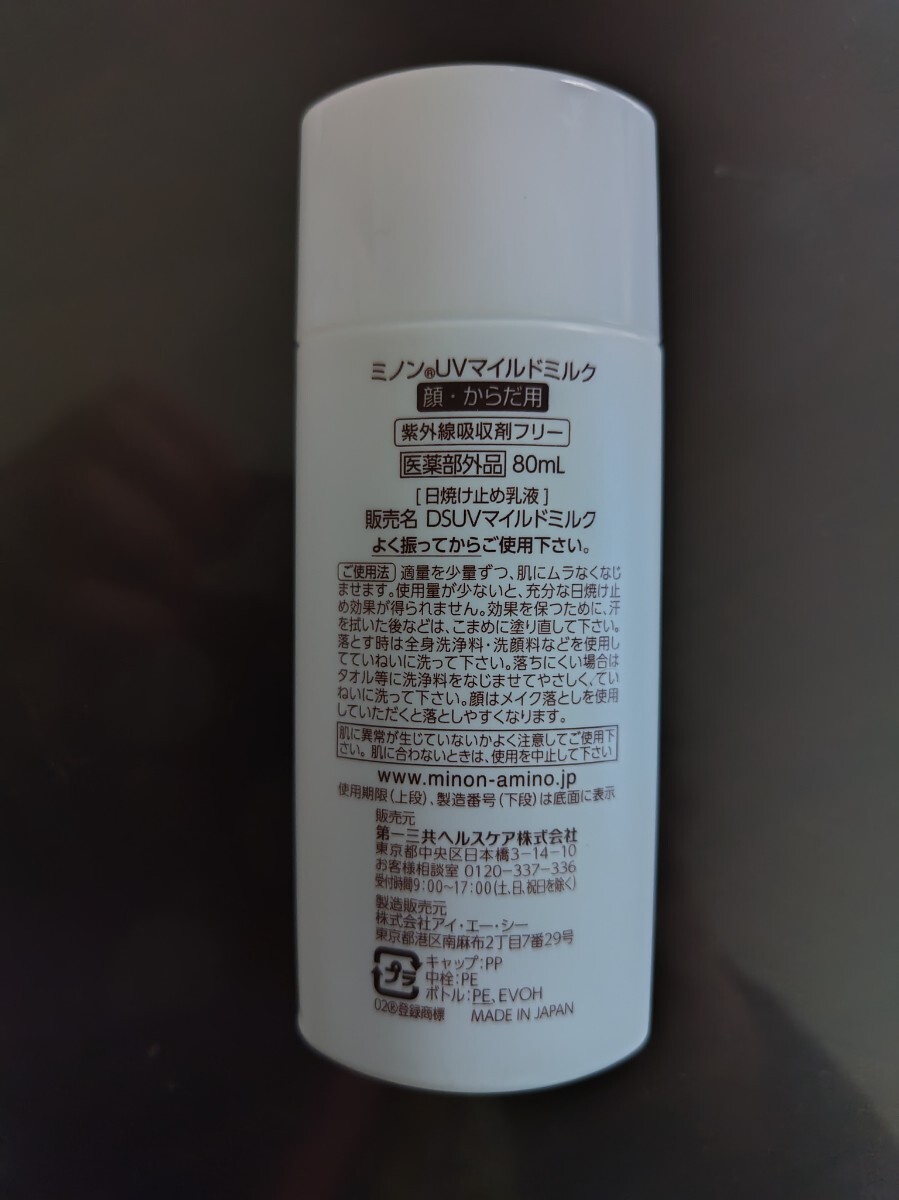 ミノン®UVマイルドミルク
顔・からだ用
紫外線吸収剤フリー
医薬部外品 80mL
[日焼け止め乳液]
販売名 DSUVマイルドミルク
よく振ってからご使用下さい。
ご使用法 適量を少量ずつ、肌にムラなくなじ
ませます。使用量が少ないと、充分な日焼け止
め効果が得られません。効果を保つために、汗
を拭いた後などは、こまめに塗り直して下さい。
落とす時は全身洗浄料・洗顔料などを使用し
てていねいに洗って下さい。落ちにくい場合は
タオル等に洗浄料をなじませてやさしく、てい
ねいに洗って下さい。顔はメイク落としを使用
していただくと落としやすくなります。
肌に異常が生じていないかよく注意してご使用下
さい。肌に合わないときは、使用を中止して下さい
www.minon-amino.jp
使用期限(上段)、製造番号(下段)は底面に表示
販売元
第一三共ヘルスケア株式会社
東京都中央区日本橋3-14-10
お客様相談室 0120-337-336
受付時間9:00~17:00(土、日、祝日を除く)
製造販売元
株式会社アイ・エー・シー
東京都港区南麻布2丁目7番29号
プラ
キャップ:PP
中栓:PE
ボトル:PE、EVOH
02®登録商標 MADE IN JAPAN